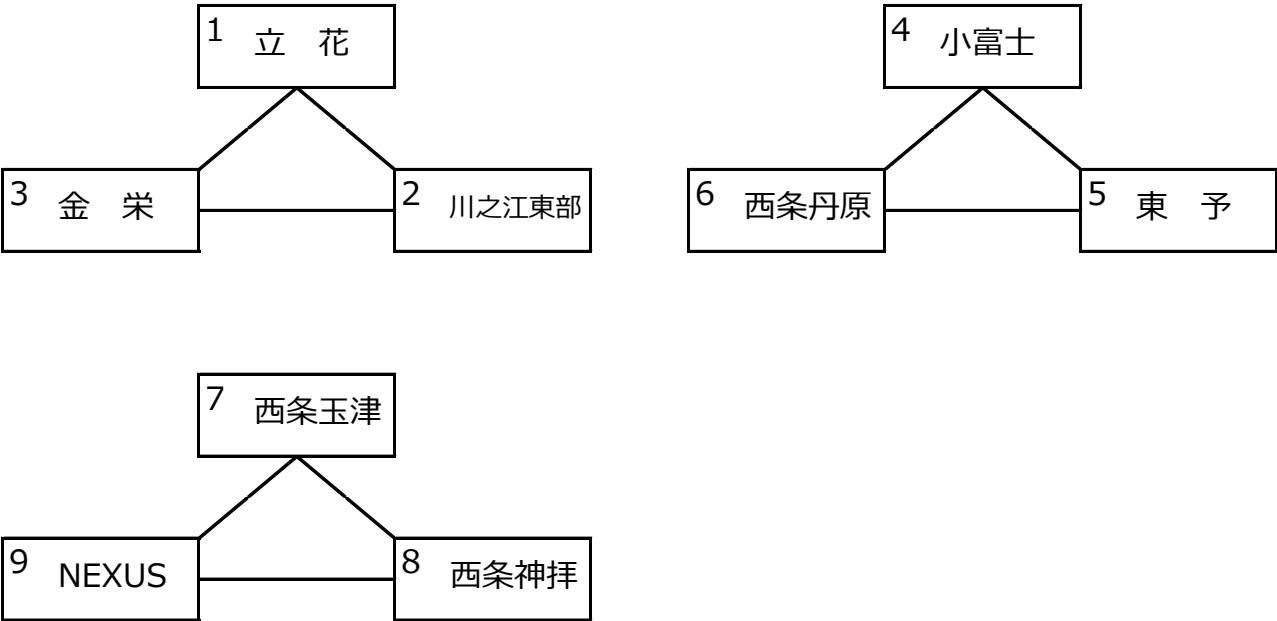 1 立　花
4 小富士
3 金　栄
2 川之江東部
6 西条丹原
5 東　予
7 西条玉津
9 NEXUS
8 西条神拝